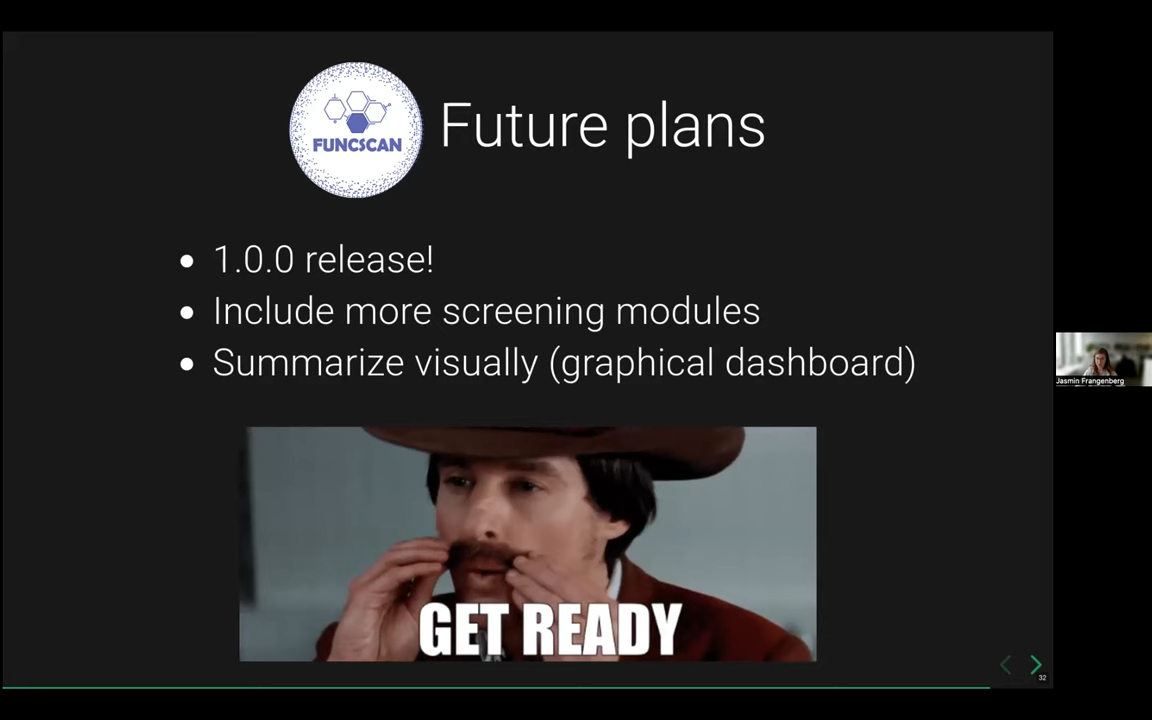 FUNCSCAN
Future plans
1.0.0 release!
Include more screening modules
Summarize visually (graphical dashboard)
Jasmin Frangenberg
GET READY
32